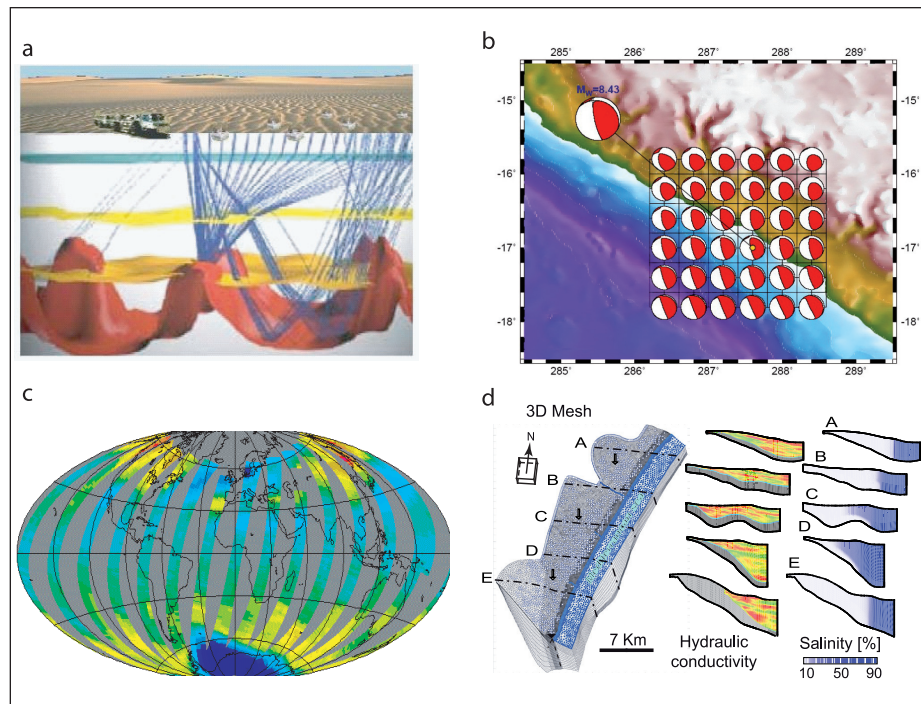 a
b
285˚ 286˚ 287˚ 288˚ 289˚
-15˚ -15˚
Mw=8.43
-16˚ -16˚
-17˚ -17˚
-18˚ -18˚
285˚ 286˚ 287˚ 288˚ 289˚
c
d
3D Mesh
N
A
B
C
D
E
7 Km
Hydraulic
conductivity
A
B
C
D
E
Salinity [%]
10 50 90